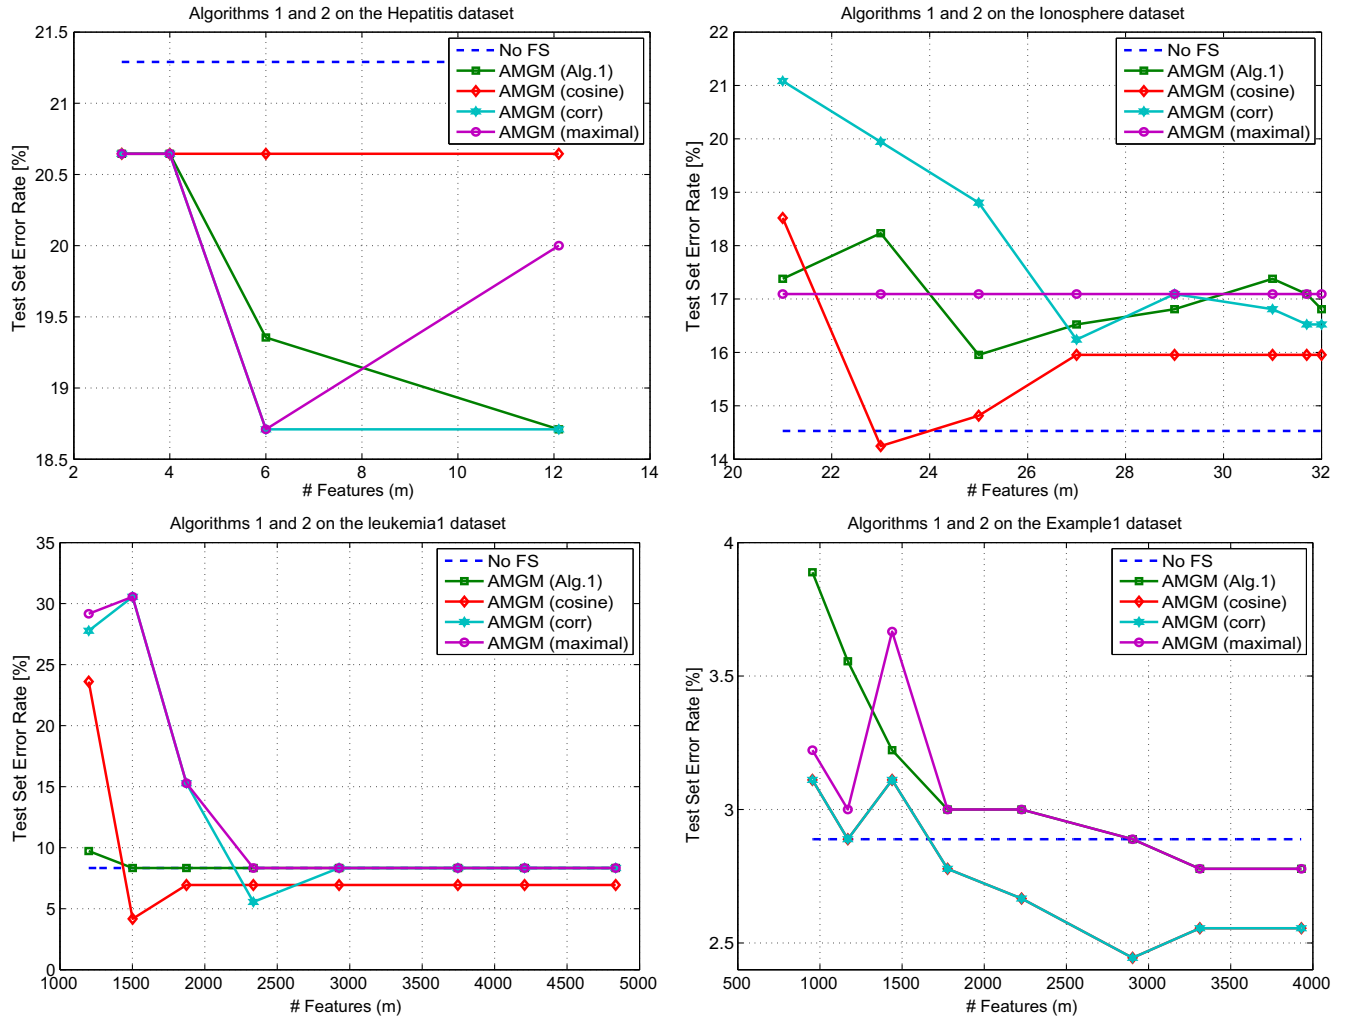 Algorithms 1 and 2 on the Hepatitis dataset
21.5
21
20.5
20
19.5
19
18.5
Test Set Error Rate [%]
2 4 6 8 10 12 14
# Features (m)
No FS
AMGM (Alg.1)
AMGM (cosine)
AMGM (corr)
AMGM (maximal)
Algorithms 1 and 2 on the Ionosphere dataset
22
21
20
19
18
17
16
15
14
Test Set Error Rate [%]
20 22 24 26 28 30 32
# Features (m)
No FS
AMGM (Alg.1)
AMGM (cosine)
AMGM (corr)
AMGM (maximal)
Algorithms 1 and 2 on the leukemia1 dataset
35
30
25
20
15
10
5
0
Test Set Error Rate [%]
1000 1500 2000 2500 3000 3500 4000 4500 5000
# Features (m)
No FS
AMGM (Alg.1)
AMGM (cosine)
AMGM (corr)
AMGM (maximal)
Algorithms 1 and 2 on the Example1 dataset
4
3.5
3
2.5
Test Set Error Rate [%]
500 1000 1500 2000 2500 3000 3500 4000
# Features (m)
No FS
AMGM (Alg.1)
AMGM (cosine)
AMGM (corr)
AMGM (maximal)